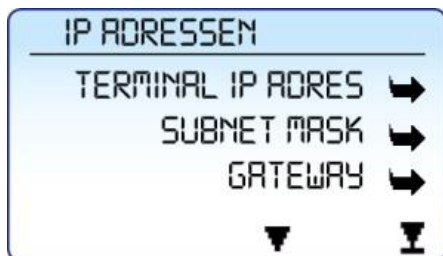 IP ADRESSEN
TERMINAL IP ADRES
SUBNET MASK
GATEWAY